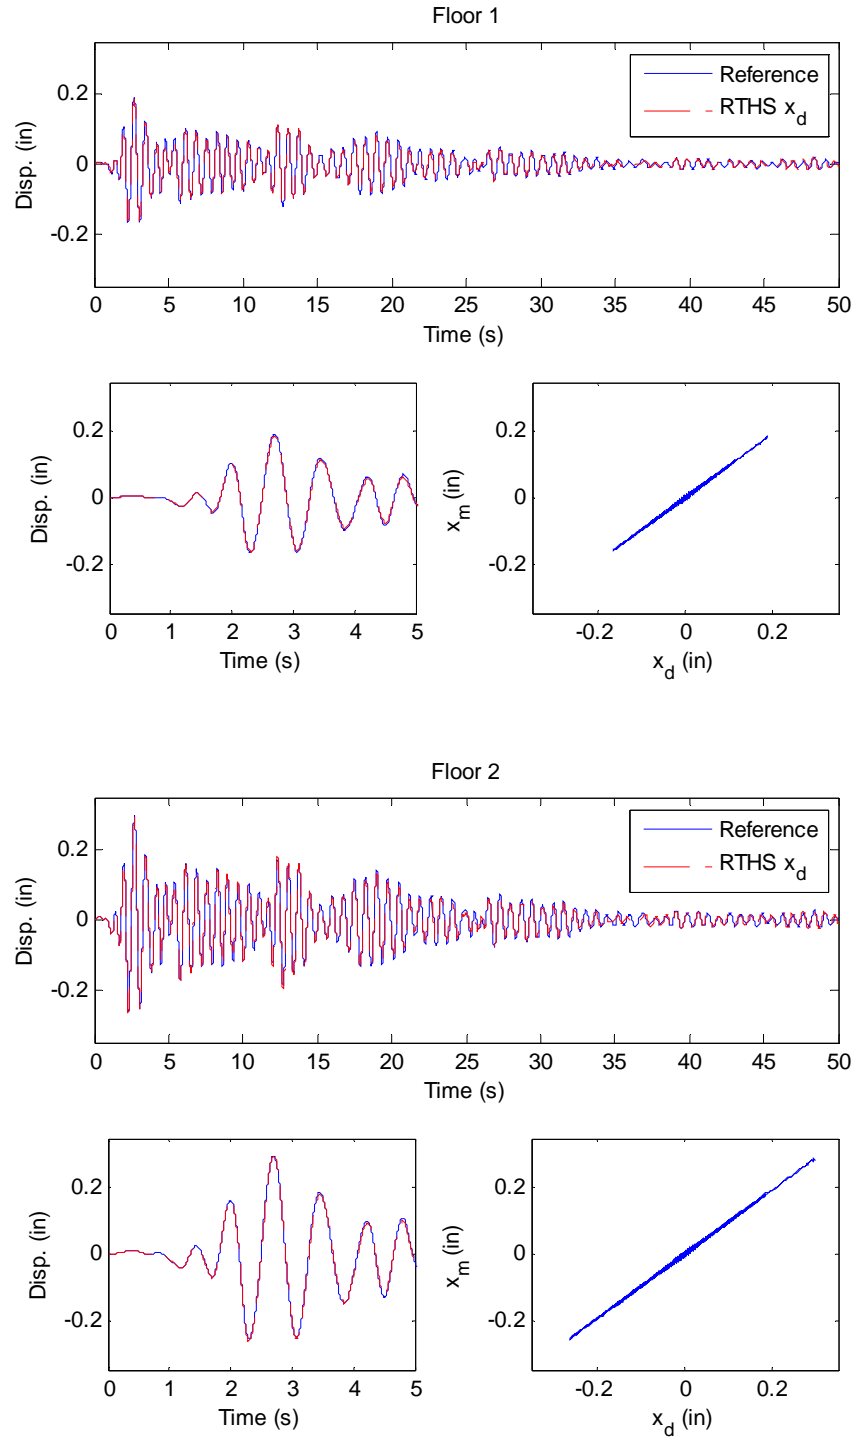 Floor 1
Disp. (in)
0.2
0
-0.2
Reference
RTHS x_d
0 5 10 15 20 25 30 35 40 45 50
Time (s)
Disp. (in)
0.2
0
-0.2
0 1 2 3 4 5
Time (s)
x_m (in)
0.2
0
-0.2
-0.2 0 0.2
x_d (in)
Floor 2
Disp. (in)
0.2
0
-0.2
Reference
RTHS x_d
0 5 10 15 20 25 30 35 40 45 50
Time (s)
Disp. (in)
0.2
0
-0.2
0 1 2 3 4 5
Time (s)
x_m (in)
0.2
0
-0.2
-0.2 0 0.2
x_d (in)